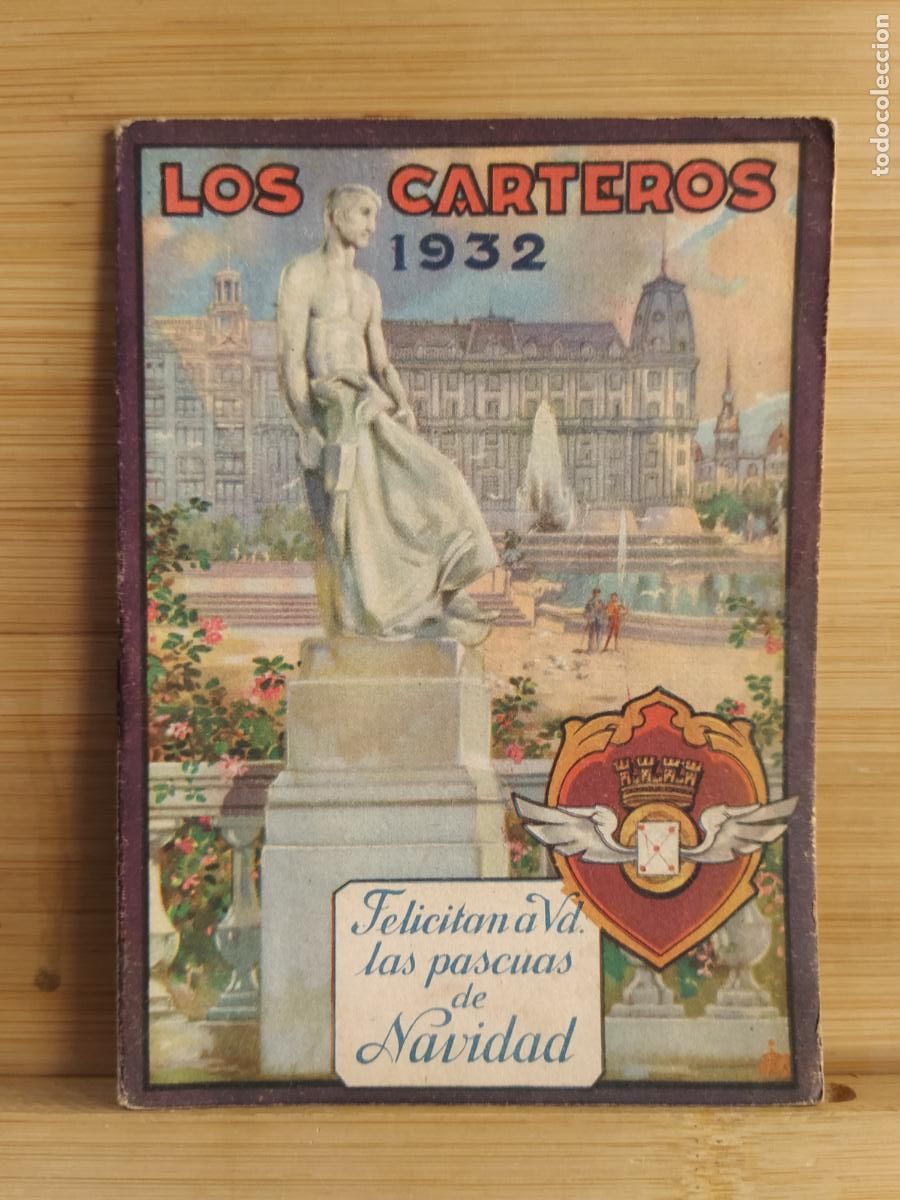 LOS CARTEROS
1932
Felicitan a Vd.
las pascuas
de
Navidad
todocoleccion